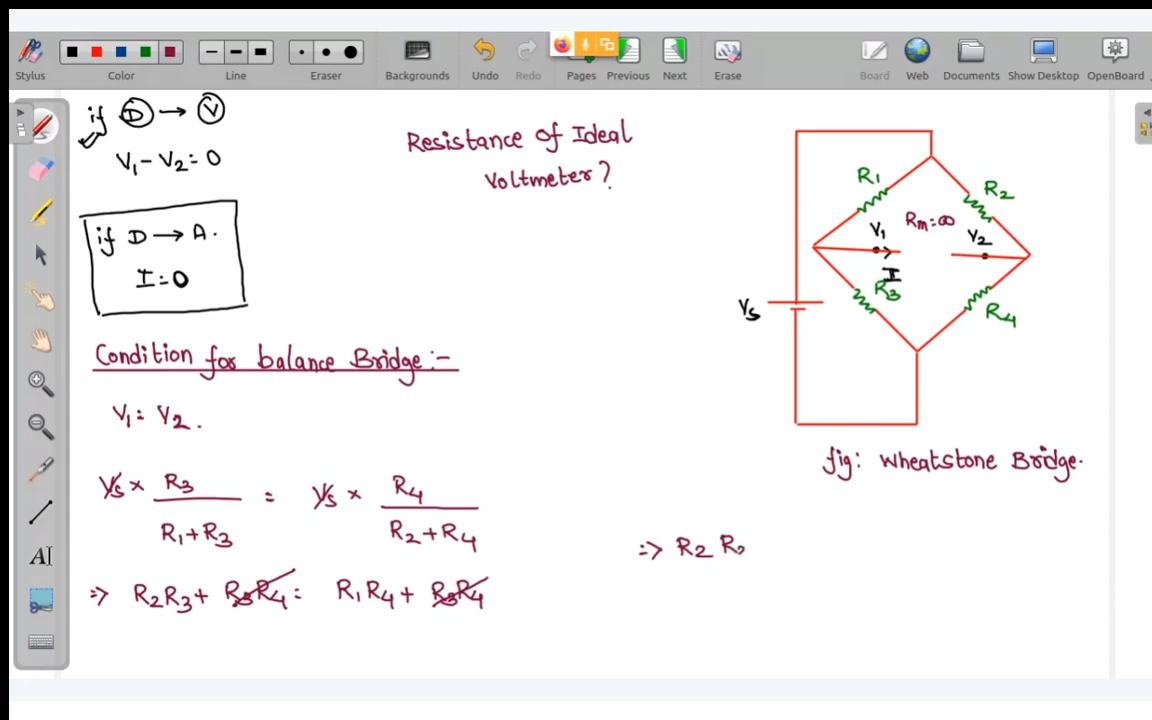 Stylus Color Line Eraser Backgrounds Undo Redo Pages Previous Next Erase Board Web Documents Show Desktop OpenBoard
if D → V
V₁ - V₂ = 0
if D → A.
I = 0
Resistance of Ideal
Voltmeter?
R₁
R₂
Rm = ∞
V₁
V₂
I
R₃
R₄
Vs
fig: Wheatstone Bridge.
Condition for balance Bridge :-
V₁ = V₂.
Vs × R₃ / (R₁ + R₃) = Vs × R₄ / (R₂ + R₄)
⇒ R₂R₃ + R₃R₄ = R₁R₄ + R₃R₄
⇒ R₂ R
AI